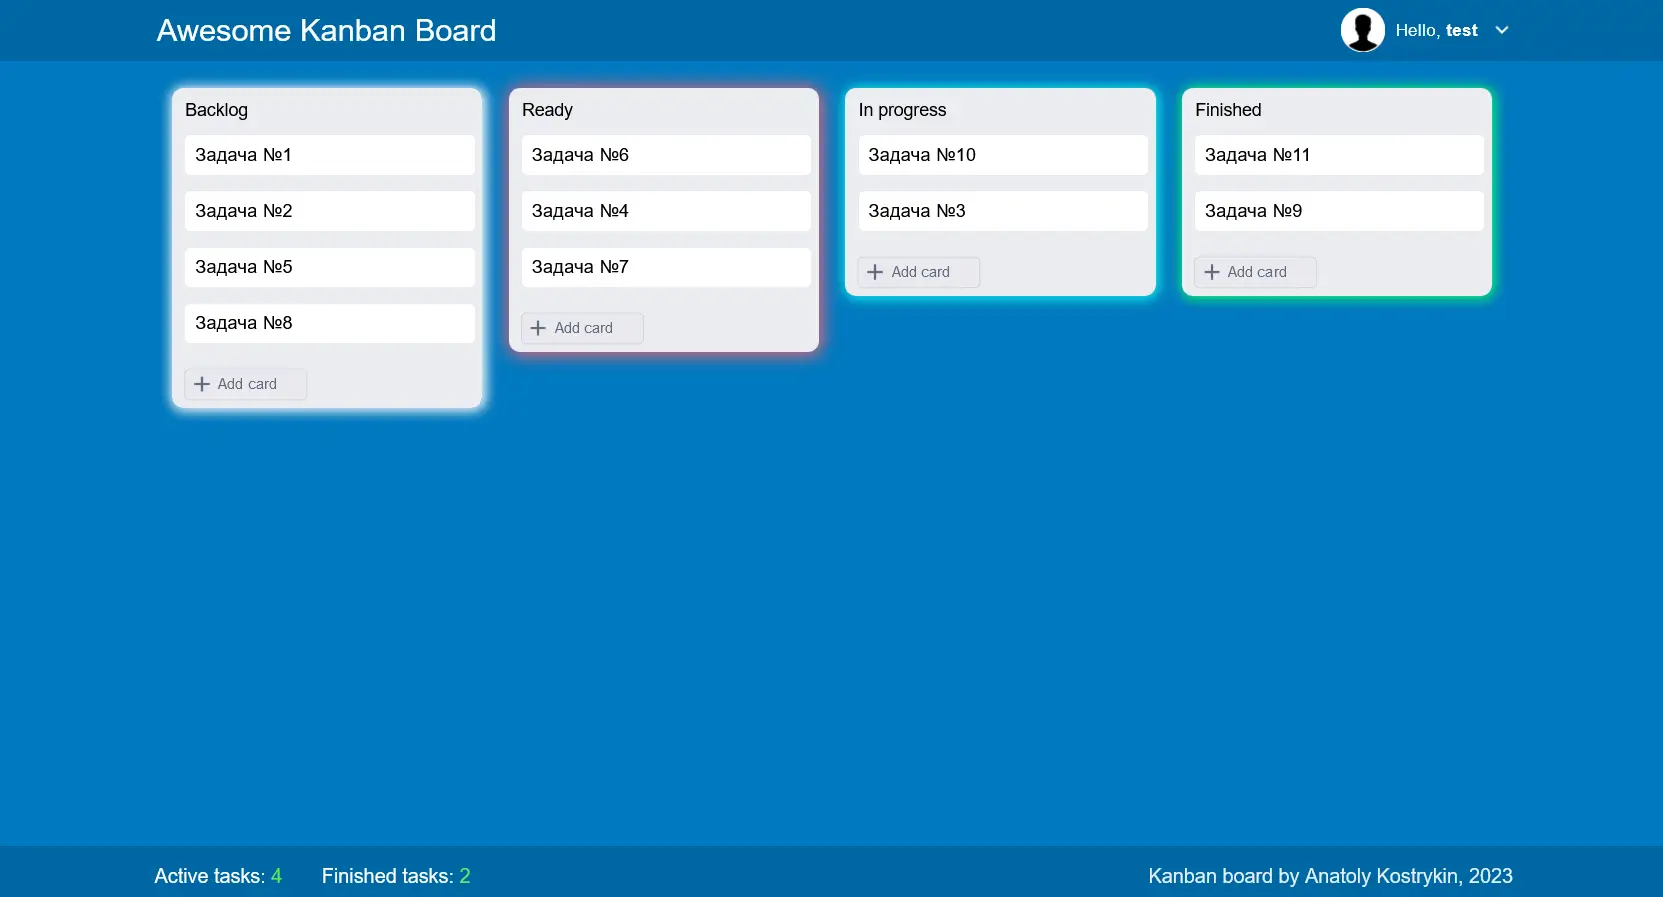 Awesome Kanban Board
Hello, test
Backlog
Задача №1
Задача №2
Задача №5
Задача №8
Add card
Ready
Задача №6
Задача №4
Задача №7
Add card
In progress
Задача №10
Задача №3
Add card
Finished
Задача №11
Задача №9
Add card
Active tasks: 4
Finished tasks: 2
Kanban board by Anatoly Kostrykin, 2023